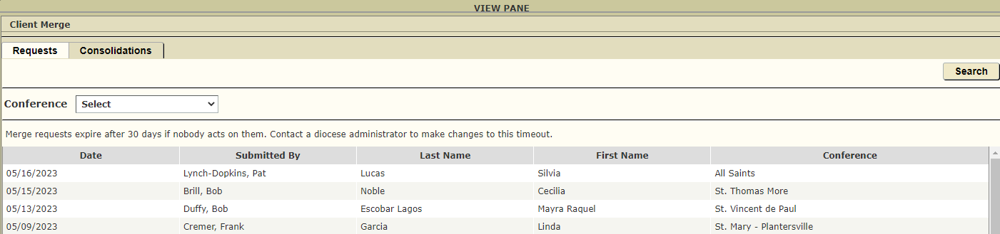 VIEW PANE
Client Merge
Requests Consolidations
Search
Conference Select
Merge requests expire after 30 days if nobody acts on them. Contact a diocese administrator to make changes to this timeout.
Date Submitted By Last Name First Name Conference
05/16/2023 Lynch-Dopkins, Pat Lucas Silvia All Saints
05/15/2023 Brill, Bob Noble Cecilia St. Thomas More
05/13/2023 Duffy, Bob Escobar Lagos Mayra Raquel St. Vincent de Paul
05/09/2023 Cremer, Frank Garcia Linda St. Mary - Plantersville